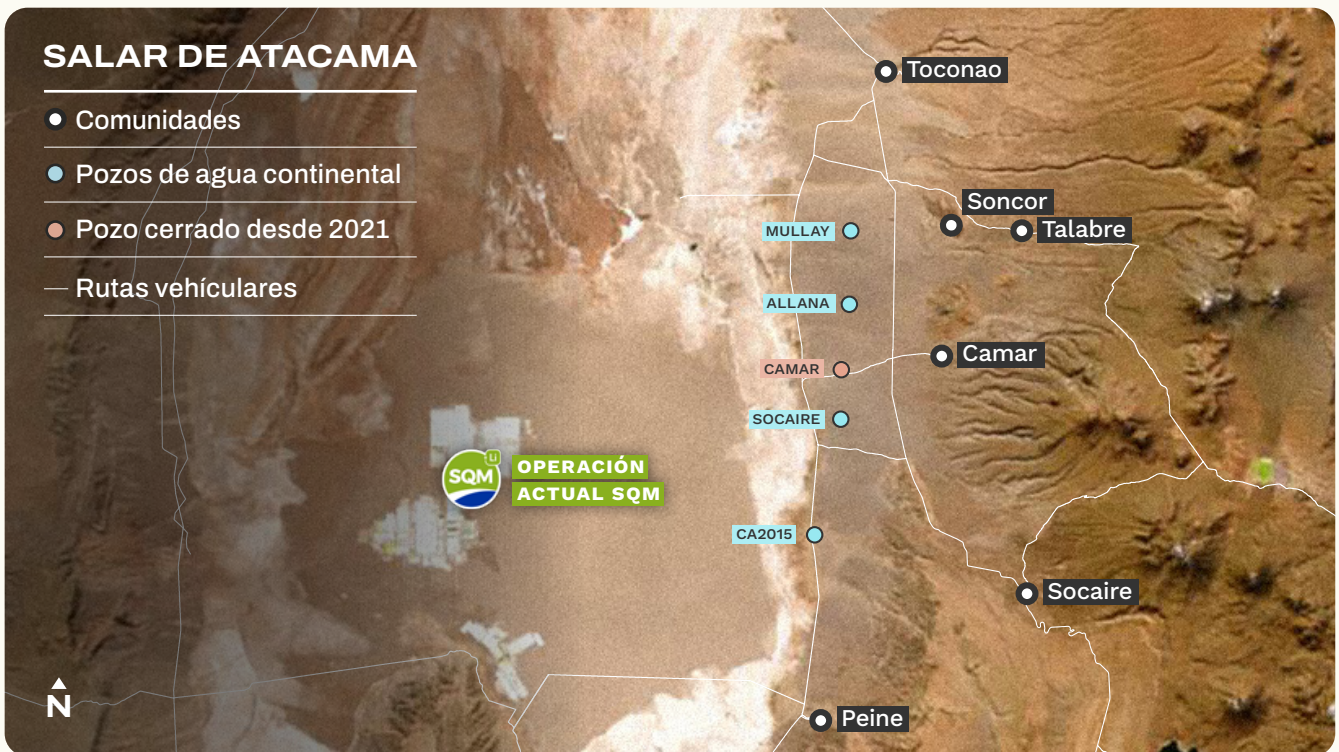 SALAR DE ATACAMA
Comunidades
Pozos de agua continental
Pozo cerrado desde 2021
Rutas vehículares
Toconao
Soncor
Talabre
MULLAY
ALLANA
Camar
CAMAR
SOCAIRE
SQM
Li
OPERACIÓN
ACTUAL SQM
CA2015
Socaire
Peine
N